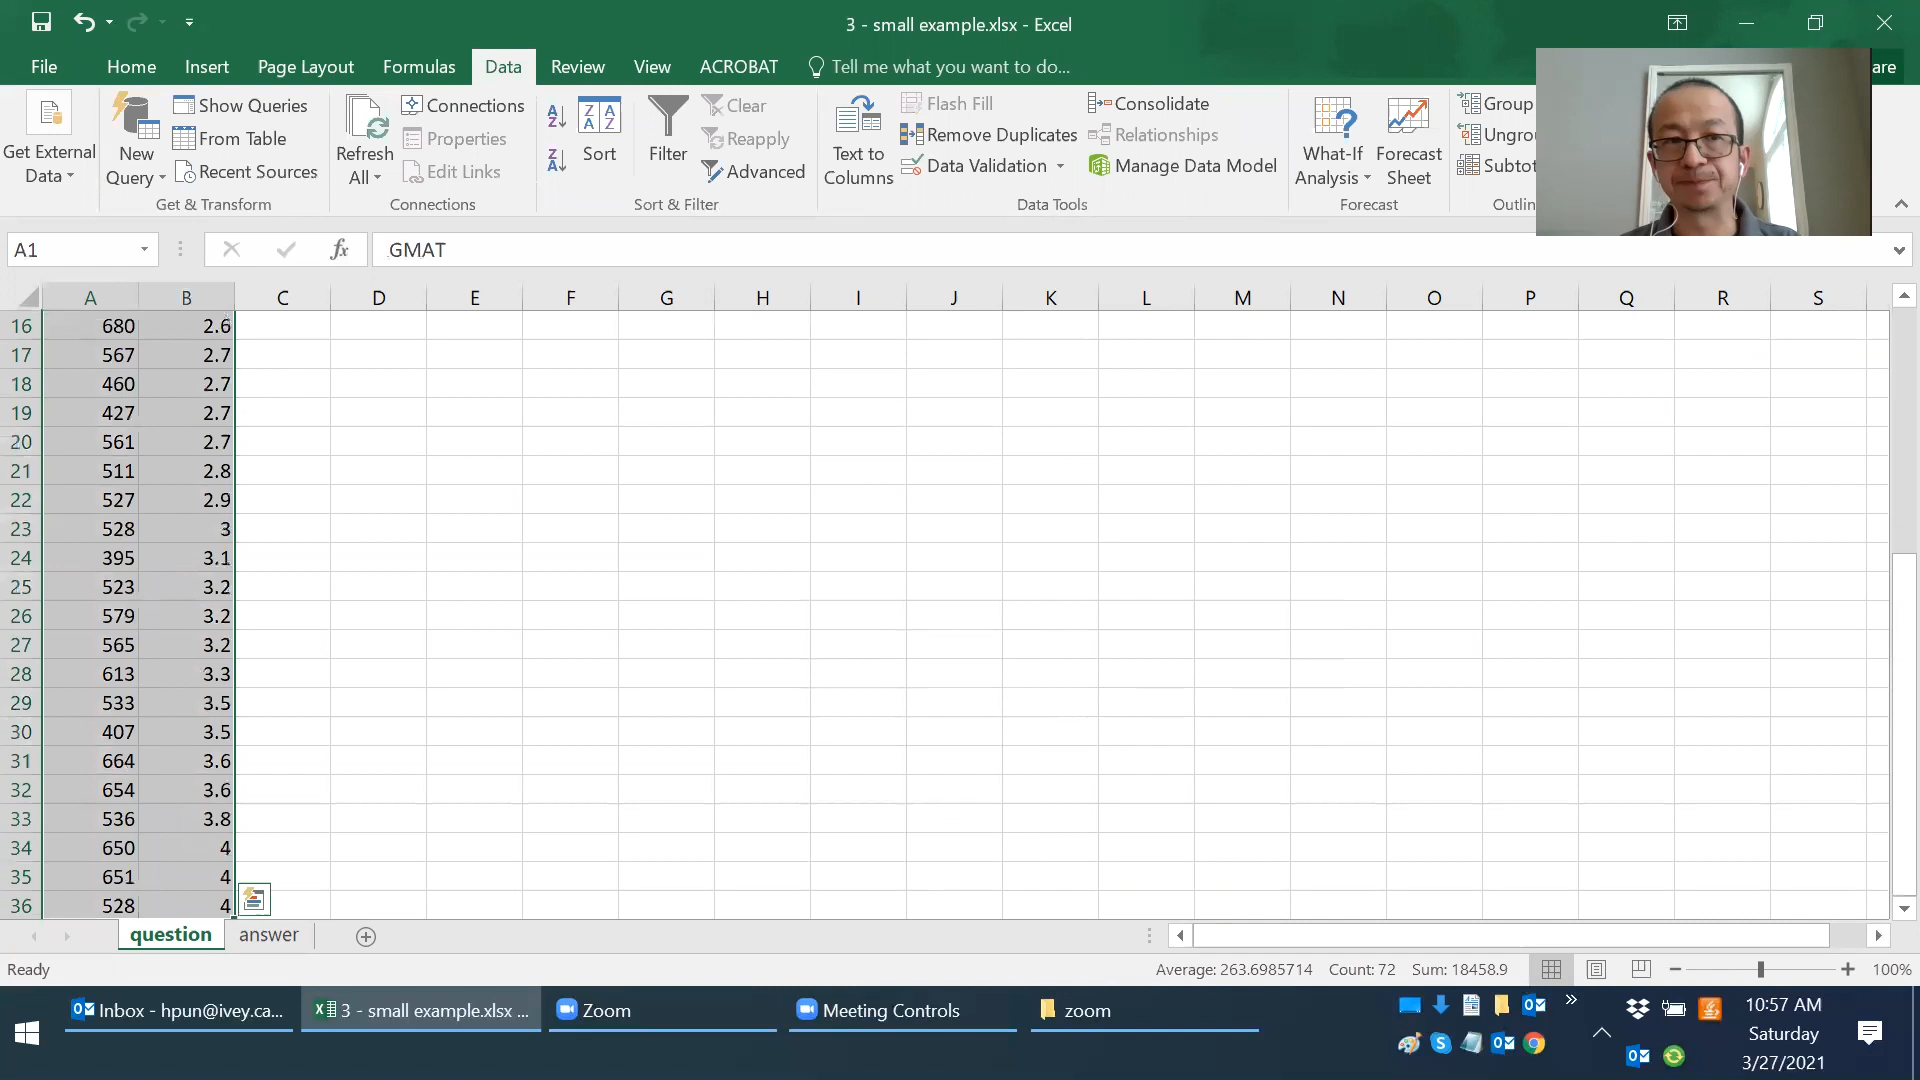 3 - small example.xlsx - Excel
File Home Insert Page Layout Formulas Data Review View ACROBAT Tell me what you want to do... are
Get External Data
New Query
Show Queries
From Table
Recent Sources
Get & Transform
Refresh All
Connections
Properties
Edit Links
Connections
Sort
Filter
Clear
Reapply
Advanced
Sort & Filter
Text to Columns
Flash Fill
Remove Duplicates
Data Validation
Consolidate
Relationships
Manage Data Model
Data Tools
What-If Analysis
Forecast Sheet
Forecast
Group
Ungro
Subtot
Outlin
A1 fx GMAT
A B C D E F G H I J K L M N O P Q R S
16 680 2.6
17 567 2.7
18 460 2.7
19 427 2.7
20 561 2.7
21 511 2.8
22 527 2.9
23 528 3
24 395 3.1
25 523 3.2
26 579 3.2
27 565 3.2
28 613 3.3
29 533 3.5
30 407 3.5
31 664 3.6
32 654 3.6
33 536 3.8
34 650 4
35 651 4
36 528 4
question answer
Ready Average: 263.6985714 Count: 72 Sum: 18458.9 100%
Inbox - hpun@ivey.ca... 3 - small example.xlsx ... Zoom Meeting Controls zoom
10:57 AM
Saturday
3/27/2021